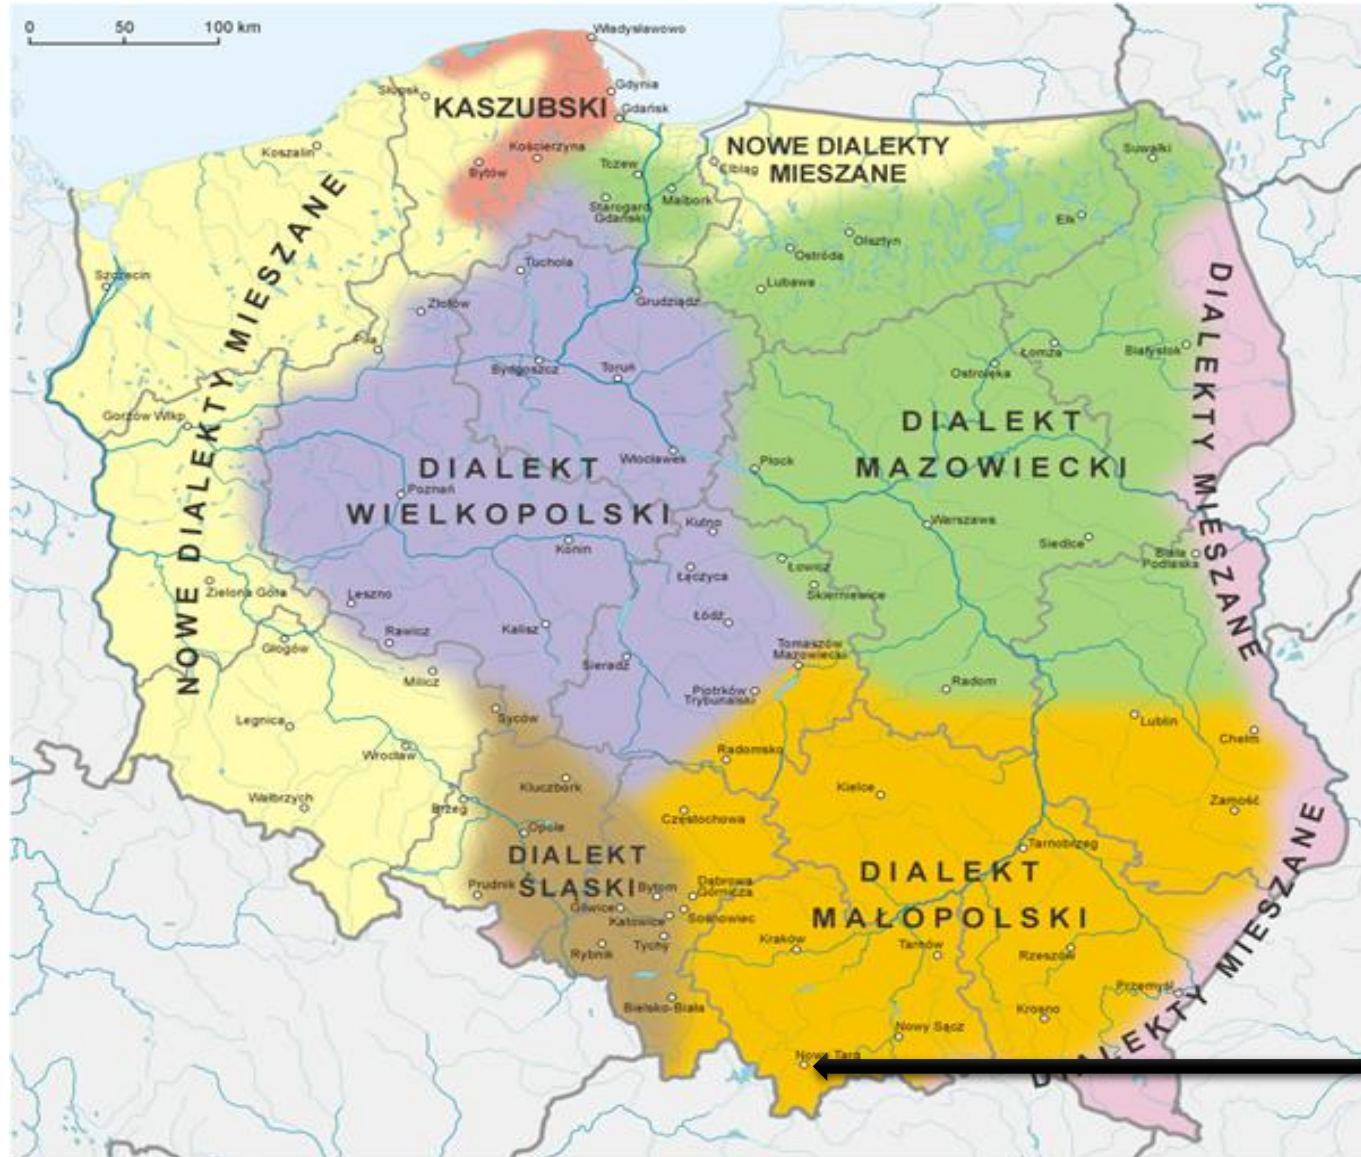 0 50 100 km
Władysławowo
Gdynia
Słupsk
KASZUBSKI
Gdańsk
Koszalin
Kościerzyna
NOWE DIALEKTY
MIESZANE
Suwałki
Bytów
Tczew
Elbląg
Malbork
Starogard
Gdański
Ełk
Olsztyn
Ostróda
Szczecin
Tuchola
Lubawa
Złotów
Grudziądz
NOWE DIALEKTY MIESZANE
DIALEKTY MIESZANE
Piła
Łomża
Białystok
Bydgoszcz
Toruń
Ostrołęka
Gorzów Wlkp
DIALEKT
MAZOWIECKI
Włocławek
Płock
DIALEKT
WIELKOPOLSKI
Poznań
Kutno
Warszawa
Konin
Siedlce
Biała
Podlaska
Łęczyca
Łowicz
Zielona Góra
Leszno
Skierniewice
Łódź
Rawicz
Kalisz
Głogów
Tomaszów
Mazowiecki
Sieradz
Milicz
Radom
Piotrków
Trybunalski
Syców
Legnica
Lublin
Chełm
Wrocław
Radomsko
Kluczbork
Kielce
Wałbrzych
Brzeg
Zamość
Częstochowa
Opole
DIALEKT
ŚLĄSKI
Tarnobrzeg
DIALEKT
MAŁOPOLSKI
DIALEKTY MIESZANE
Prudnik
Bytom
Dąbrowa
Górnicza
Gliwice
Katowice
Sosnowiec
Tychy
Kraków
Tarnów
Rzeszów
Rybnik
Przemyśl
Bielsko-Biała
Krosno
Nowy Sącz
Nowy Targ